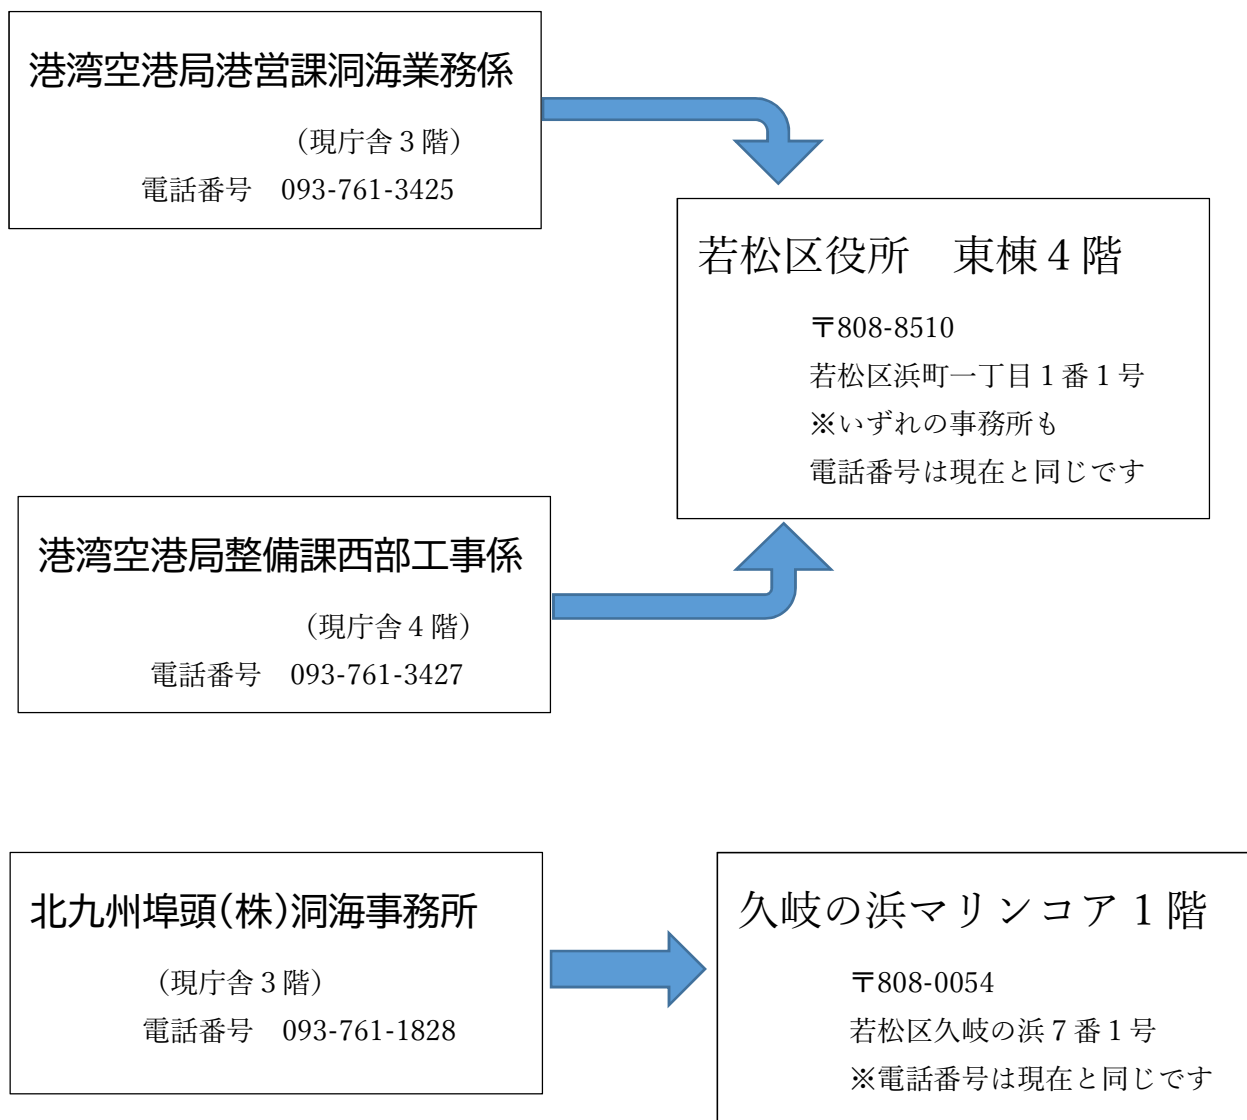 港湾空港局港営課洞海業務係
（現庁舎３階）
電話番号　093-761-3425
若松区役所　東棟４階
〒808-8510
若松区浜町一丁目１番１号
※いずれの事務所も
電話番号は現在と同じです
港湾空港局整備課西部工事係
（現庁舎４階）
電話番号　093-761-3427
北九州埠頭(株)洞海事務所
（現庁舎３階）
電話番号　093-761-1828
久岐の浜マリンコア１階
〒808-0054
若松区久岐の浜７番１号
※電話番号は現在と同じです